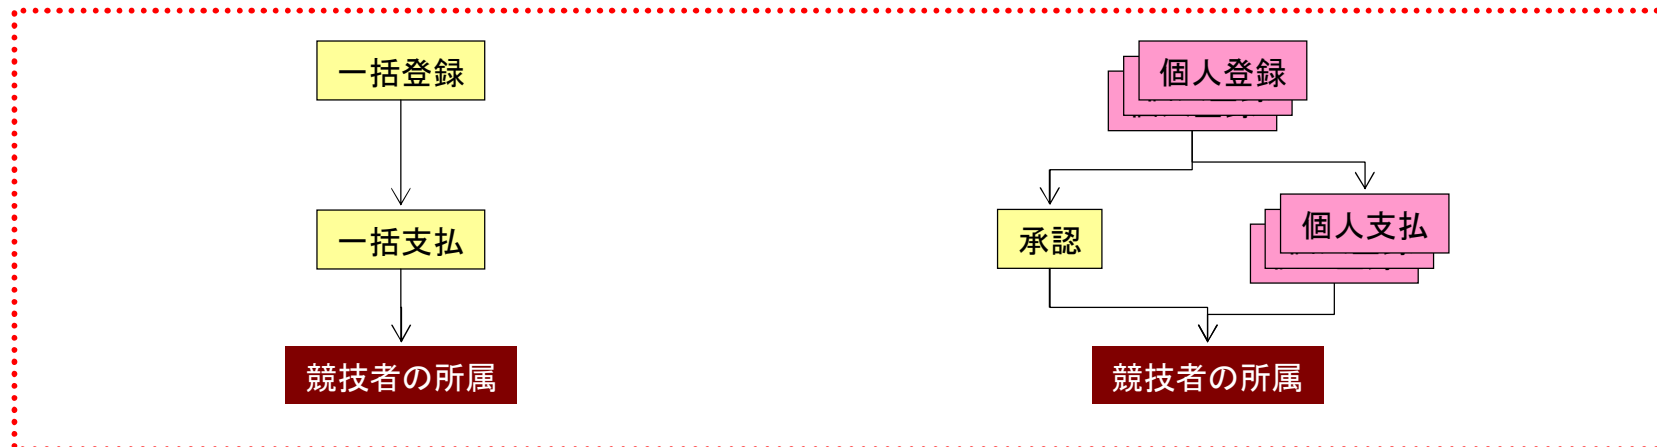 一括登録
個人登録
一括支払
承認
個人支払
競技者の所属
競技者の所属